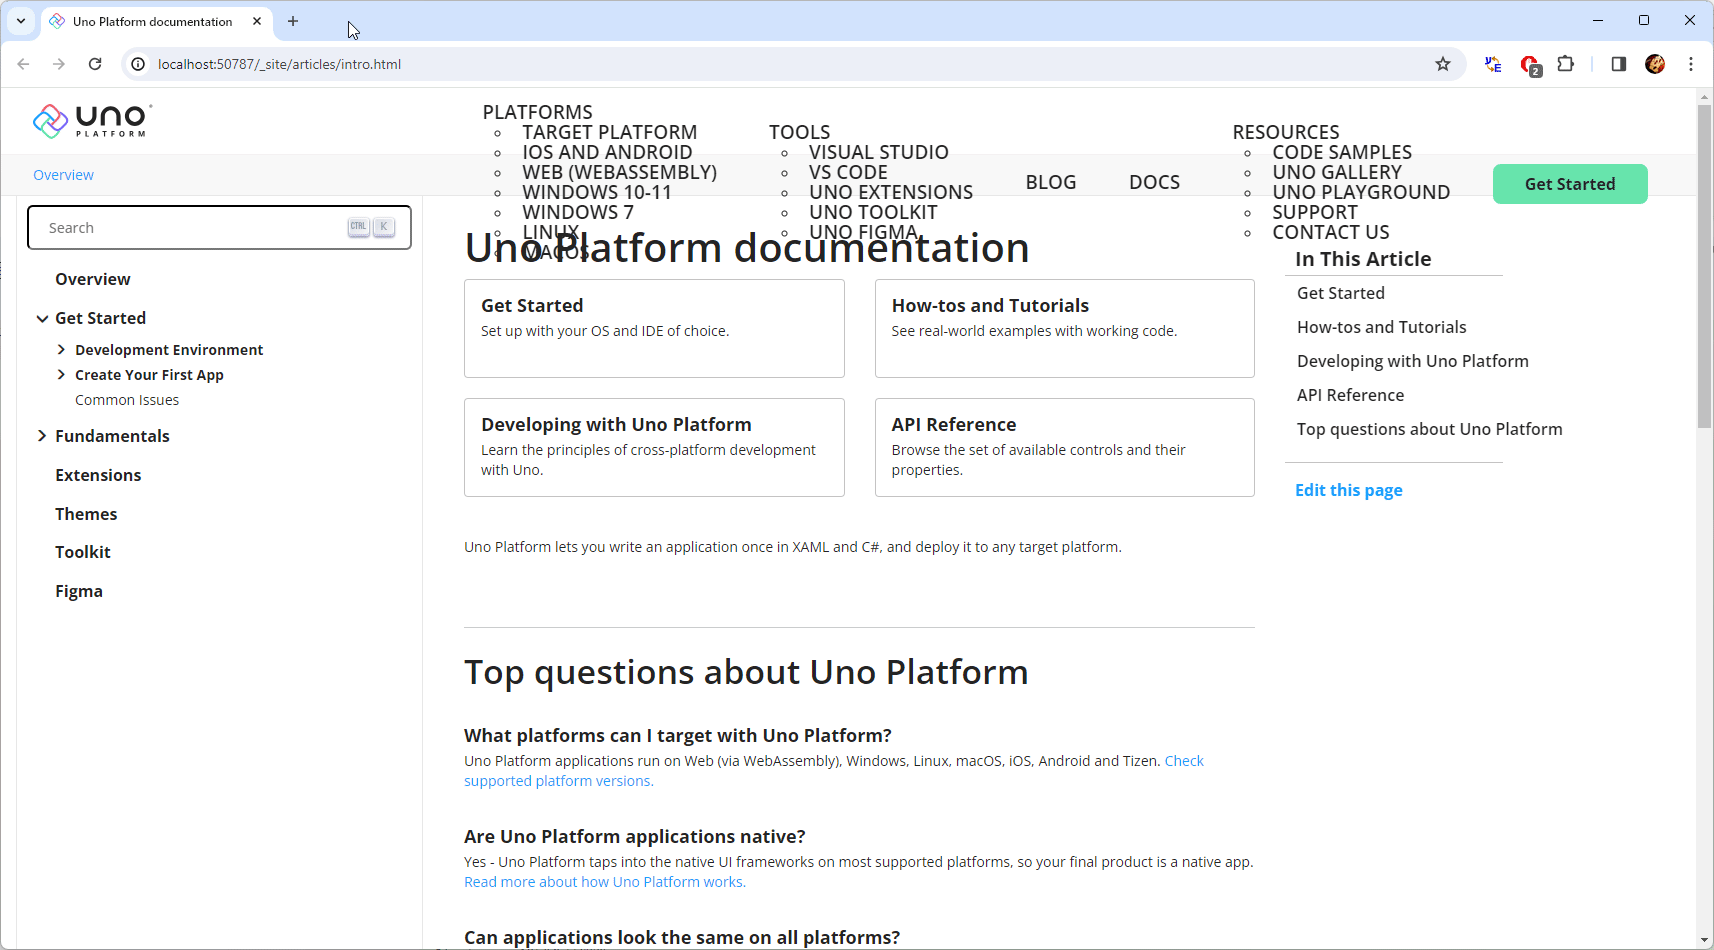 Uno Platform documentation
localhost:50787/_site/articles/intro.html
2
uno
PLATFORM
PLATFORMS
TARGET PLATFORM
IOS AND ANDROID
WEB (WEBASSEMBLY)
WINDOWS 10-11
WINDOWS 7
LINUX
MACOS
TOOLS
VISUAL STUDIO
VS CODE
UNO EXTENSIONS
UNO TOOLKIT
UNO FIGMA
BLOG
DOCS
RESOURCES
CODE SAMPLES
UNO GALLERY
UNO PLAYGROUND
SUPPORT
CONTACT US
Get Started
Overview
Search
CTRL K
Overview
Get Started
Development Environment
Create Your First App
Common Issues
Fundamentals
Extensions
Themes
Toolkit
Figma
Uno Platform documentation
Get Started
Set up with your OS and IDE of choice.
How-tos and Tutorials
See real-world examples with working code.
Developing with Uno Platform
Learn the principles of cross-platform development
with Uno.
API Reference
Browse the set of available controls and their
properties.
Uno Platform lets you write an application once in XAML and C#, and deploy it to any target platform.
Top questions about Uno Platform
What platforms can I target with Uno Platform?
Uno Platform applications run on Web (via WebAssembly), Windows, Linux, macOS, iOS, Android and Tizen. Check
supported platform versions.
Are Uno Platform applications native?
Yes - Uno Platform taps into the native UI frameworks on most supported platforms, so your final product is a native app.
Read more about how Uno Platform works.
Can applications look the same on all platforms?
In This Article
Get Started
How-tos and Tutorials
Developing with Uno Platform
API Reference
Top questions about Uno Platform
Edit this page